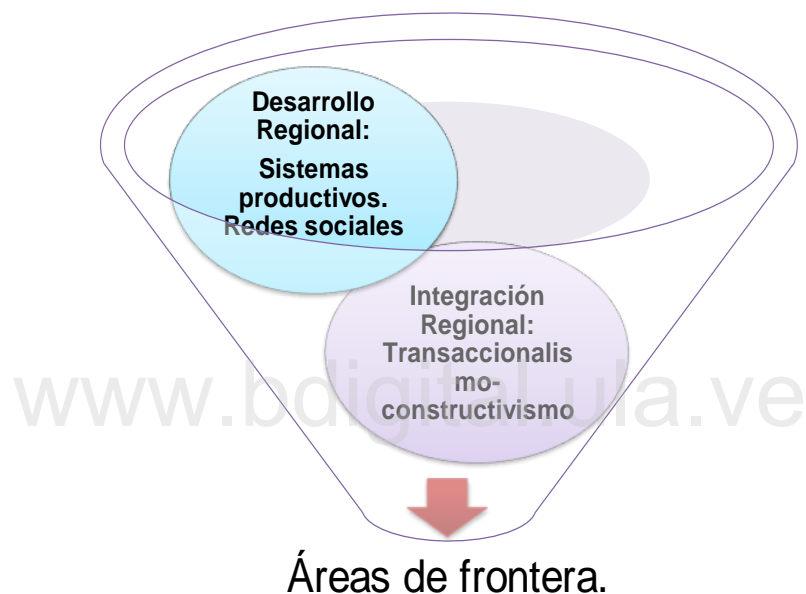 Desarrollo
Regional:
Sistemas
productivos.
Redes sociales
Integración
Regional:
Transaccionalis
mo-
constructivismo
www.bdigital.ula.ve
Áreas de frontera.